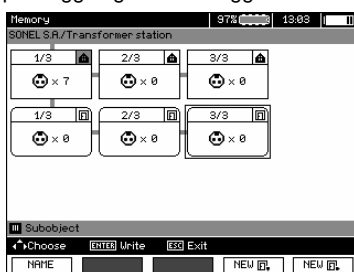 Memory 97% 13:03
SONEL S.A./Transformer station
1/3 2/3 3/3
× 7 × 0 × 0
1/3 2/3 3/3
× 0 × 0 × 0
Subobject
Choose ENTER Write ESC Exit
NAME NEW NEW